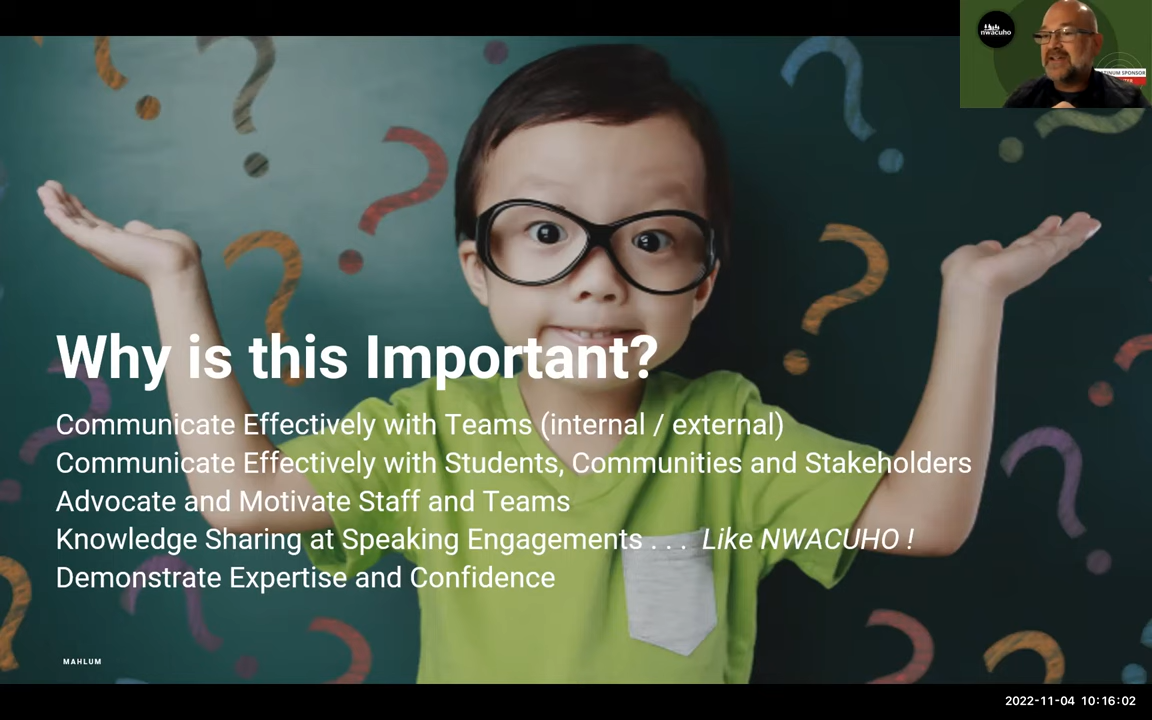 nwacuho
TINUM SPONSOR
Why is this Important?
Communicate Effectively with Teams (internal / external)
Communicate Effectively with Students, Communities and Stakeholders
Advocate and Motivate Staff and Teams
Knowledge Sharing at Speaking Engagements . . . Like NWACUHO !
Demonstrate Expertise and Confidence
MAHLUM
2022-11-04 10:16:02